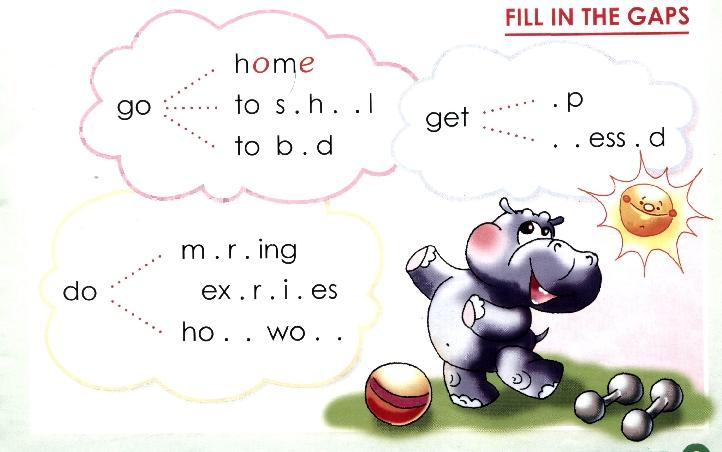 FILL IN THE GAPS
home
go
to s.h..l
to b.d
get
.p
..ess.d
m.r.ing
do
ex.r.i.es
ho.. wo..